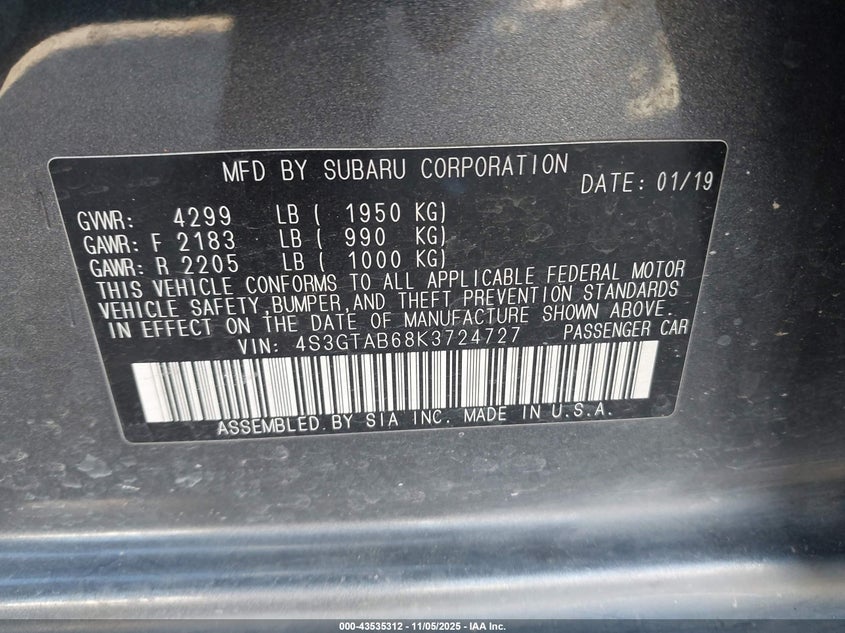 MFD BY SUBARU CORPORATION
DATE: 01/19
GVWR: 4299 LB ( 1950 KG)
GAWR: F 2183 LB ( 990 KG)
GAWR: R 2205 LB ( 1000 KG)
THIS VEHICLE CONFORMS TO ALL APPLICABLE FEDERAL MOTOR
VEHICLE SAFETY,BUMPER,AND THEFT PREVENTION STANDARDS
IN EFFECT ON THE DATE OF MANUFACTURE SHOWN ABOVE.
VIN: 4S3GTAB68K3724727 PASSENGER CAR
ASSEMBLED BY SIA INC. MADE IN U.S.A.
000-43535312 - 11/05/2025 - IAA Inc.